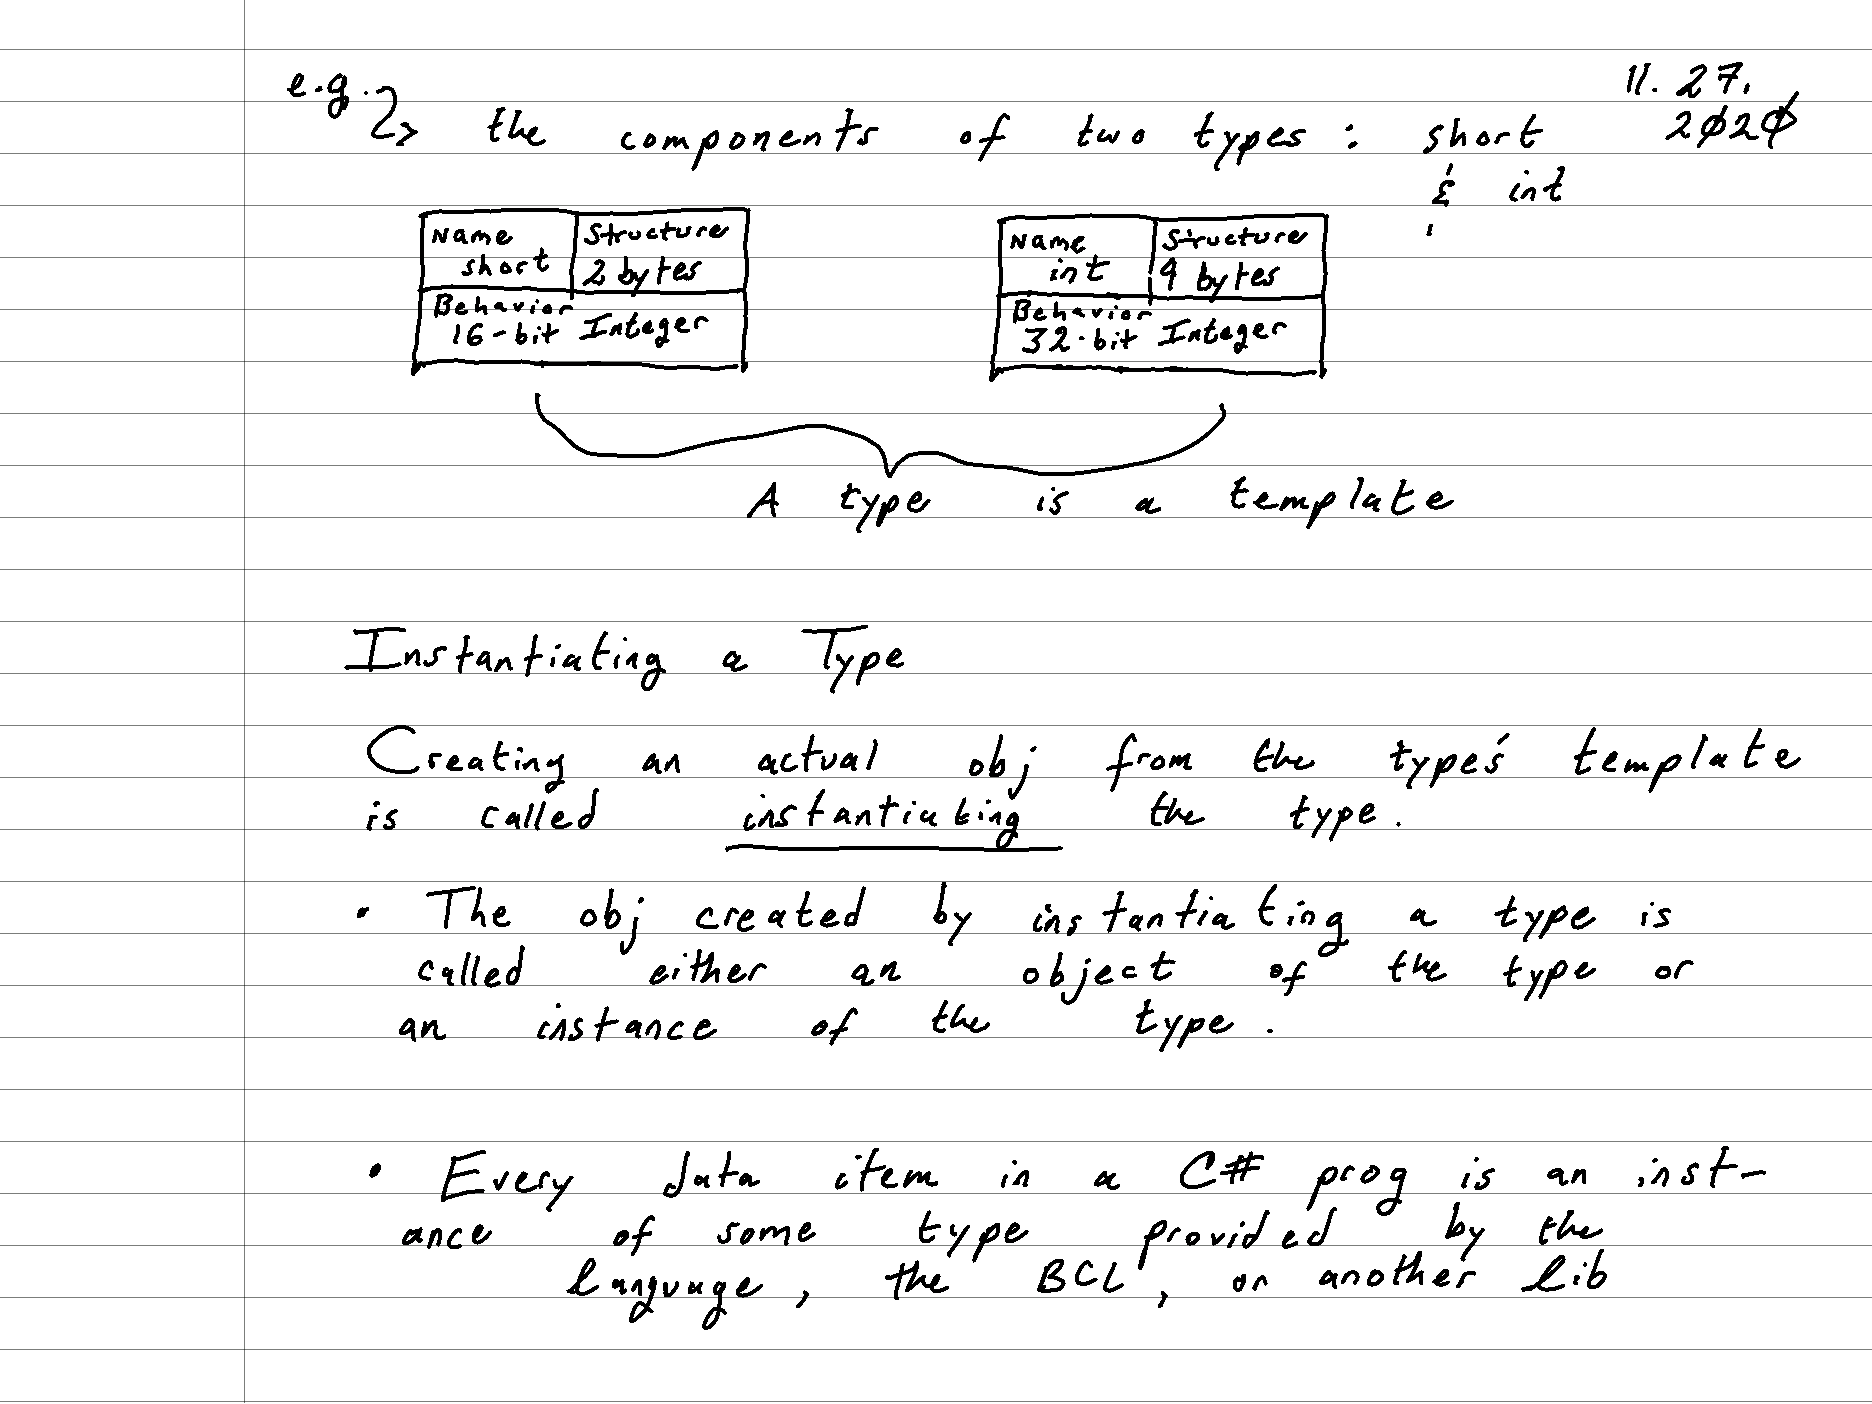 e.g.
11. 27.
2020
the components of two types : short
& int
Name
short
Structure
2 bytes
Behavior
16-bit Integer
Name
int
Structure
4 bytes
Behavior
32-bit Integer
A type is a template
Instantiating a Type
Creating an actual obj from the type's template
is called instantiating the type.
• The obj created by instantiating a type is
called either an object of the type or
an instance of the type.
• Every data item in a C# prog is an inst-
ance of some type provided by the
language, the BCL, or another lib